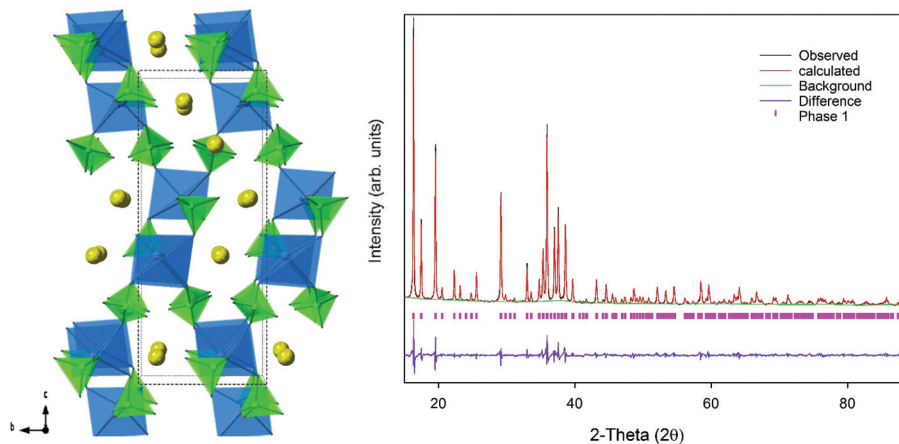 c
b
Observed
calculated
Background
Difference
Phase 1
Intensity (arb. units)
20
40
60
80
2-Theta (2θ)